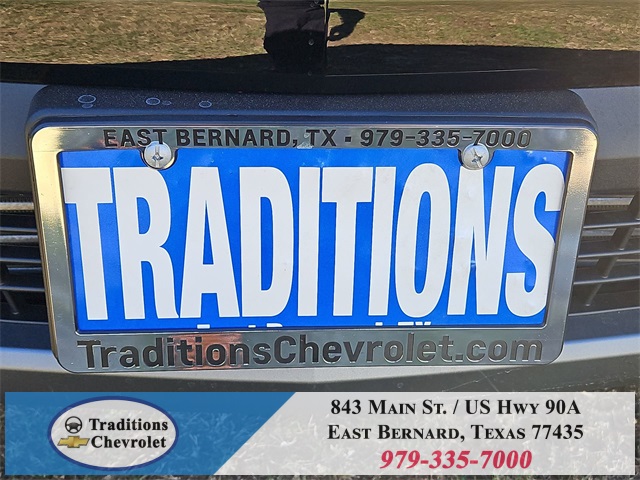 EAST BERNARD, TX - 979-335-7000
TRADITIONS
TraditionsChevrolet.com
Traditions
Chevrolet
843 Main St. / US Hwy 90A
East Bernard, Texas 77435
979-335-7000